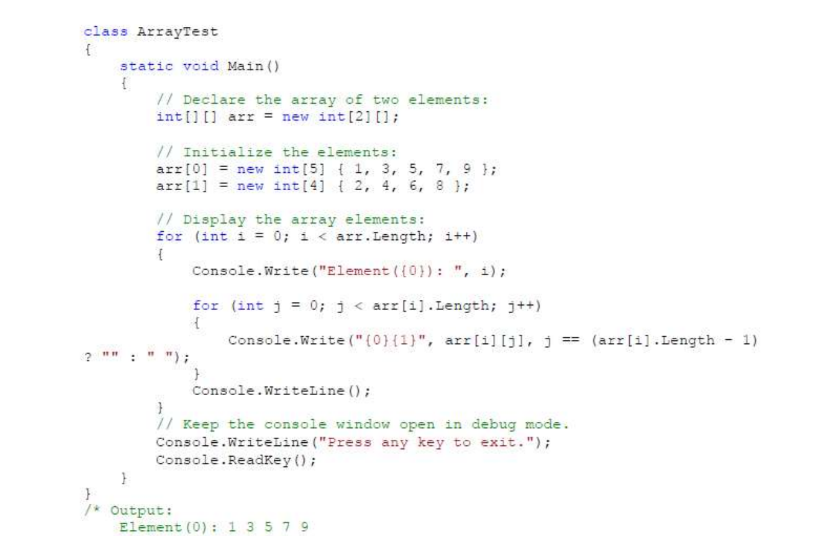 class ArrayTest
{
    static void Main()
    {
        // Declare the array of two elements:
        int[][] arr = new int[2][];

        // Initialize the elements:
        arr[0] = new int[5] { 1, 3, 5, 7, 9 };
        arr[1] = new int[4] { 2, 4, 6, 8 };

        // Display the array elements:
        for (int i = 0; i < arr.Length; i++)
        {
            Console.Write("Element({0}): ", i);

            for (int j = 0; j < arr[i].Length; j++)
            {
                Console.Write("{0}{1}", arr[i][j], j == (arr[i].Length - 1)
? "" : " ");
            }
            Console.WriteLine();
        }
        // Keep the console window open in debug mode.
        Console.WriteLine("Press any key to exit.");
        Console.ReadKey();
    }
}
/* Output:
    Element(0): 1 3 5 7 9